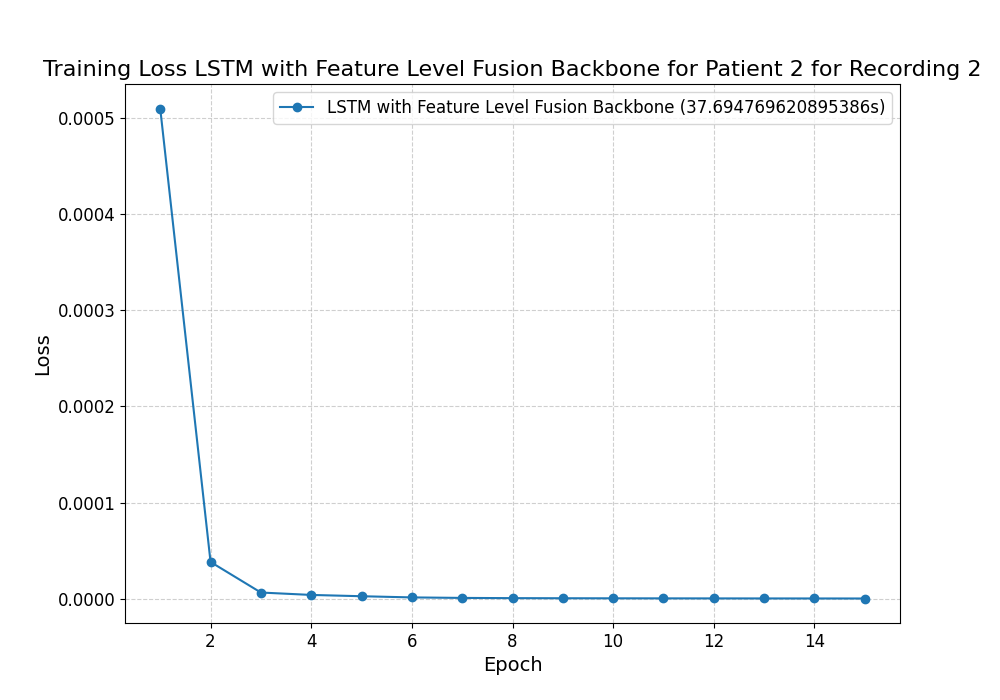 Training Loss LSTM with Feature Level Fusion Backbone for Patient 2 for Recording 2
LSTM with Feature Level Fusion Backbone (37.694769620895386s)
0.0005
0.0004
0.0003
0.0002
0.0001
0.0000
Loss
2 4 6 8 10 12 14
Epoch